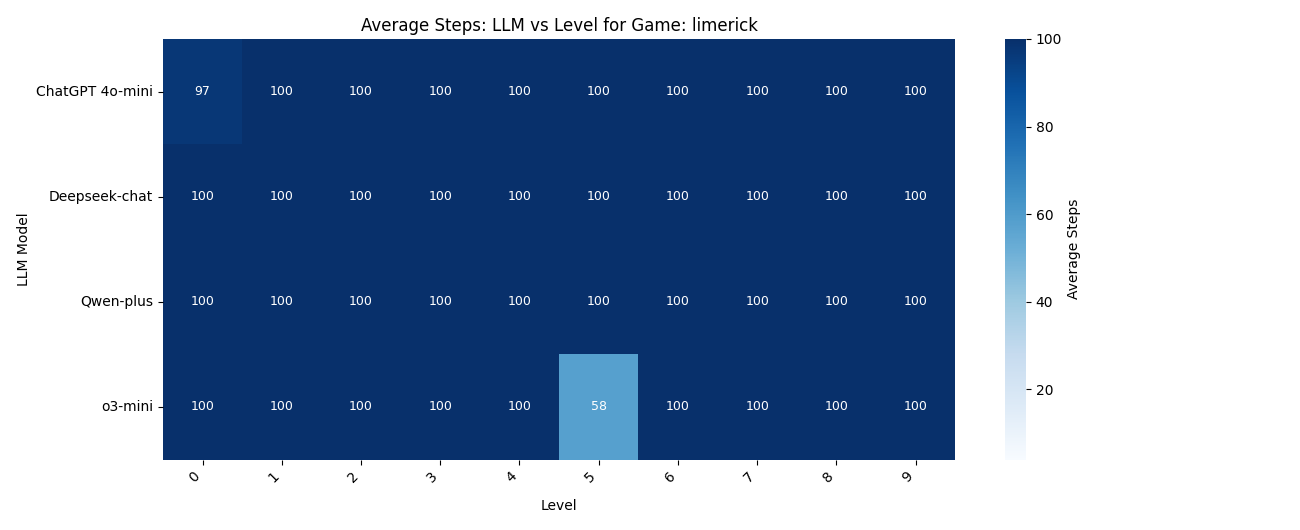 Average Steps: LLM vs Level for Game: limerick
LLM Model
ChatGPT 4o-mini 97 100 100 100 100 100 100 100 100 100
Deepseek-chat 100 100 100 100 100 100 100 100 100 100
Qwen-plus 100 100 100 100 100 100 100 100 100 100
o3-mini 100 100 100 100 100 58 100 100 100 100
0 1 2 3 4 5 6 7 8 9
Level
100
80
60
40
20
Average Steps